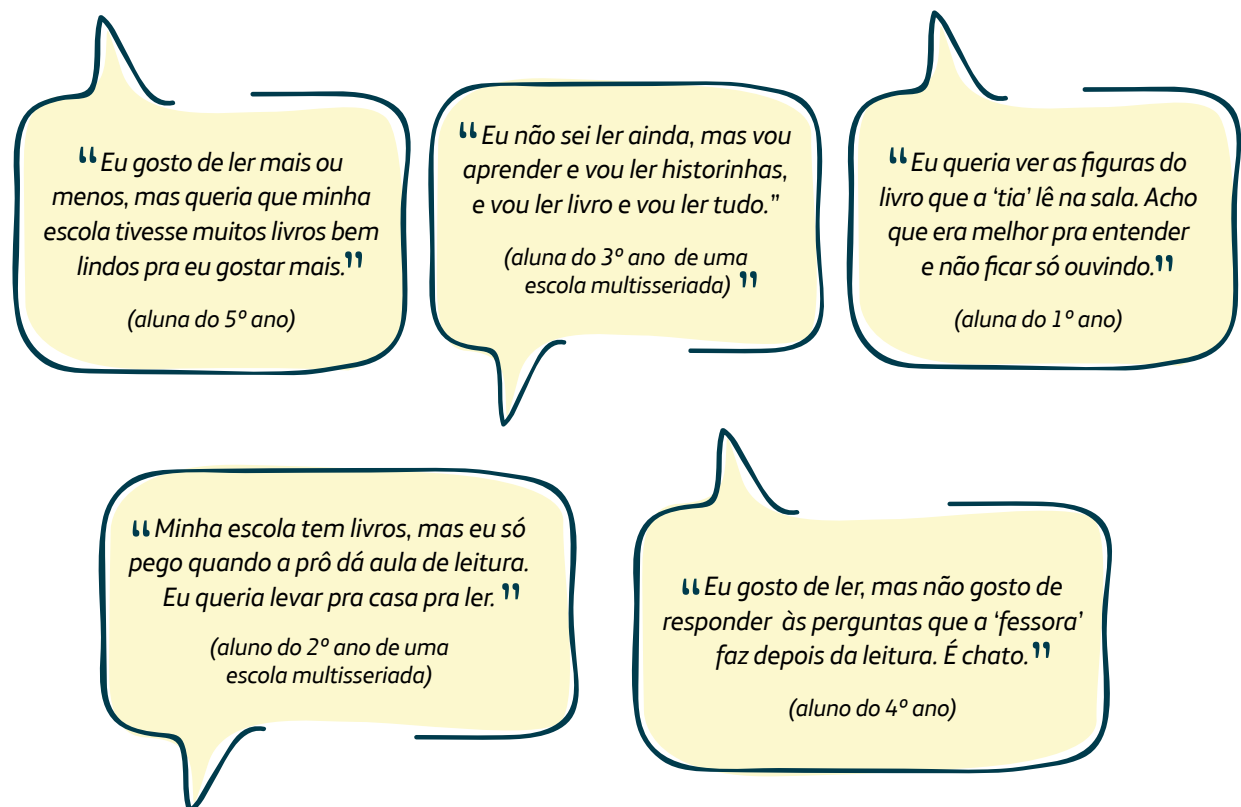 “Eu gosto de ler mais ou
menos, mas queria que minha
escola tivesse muitos livros bem
lindos pra eu gostar mais.”
(aluna do 5º ano)
“Eu não sei ler ainda, mas vou
aprender e vou ler historinhas,
e vou ler livro e vou ler tudo.”
(aluna do 3º ano de uma
escola multisseriada) ”
“Eu queria ver as figuras do
livro que a ‘tia’ lê na sala. Acho
que era melhor pra entender
e não ficar só ouvindo.”
(aluna do 1º ano)
“Minha escola tem livros, mas eu só
pego quando a prô dá aula de leitura.
Eu queria levar pra casa pra ler. ”
(aluno do 2º ano de uma
escola multisseriada)
“Eu gosto de ler, mas não gosto de
responder às perguntas que a ‘fessora’
faz depois da leitura. É chato.”
(aluno do 4º ano)